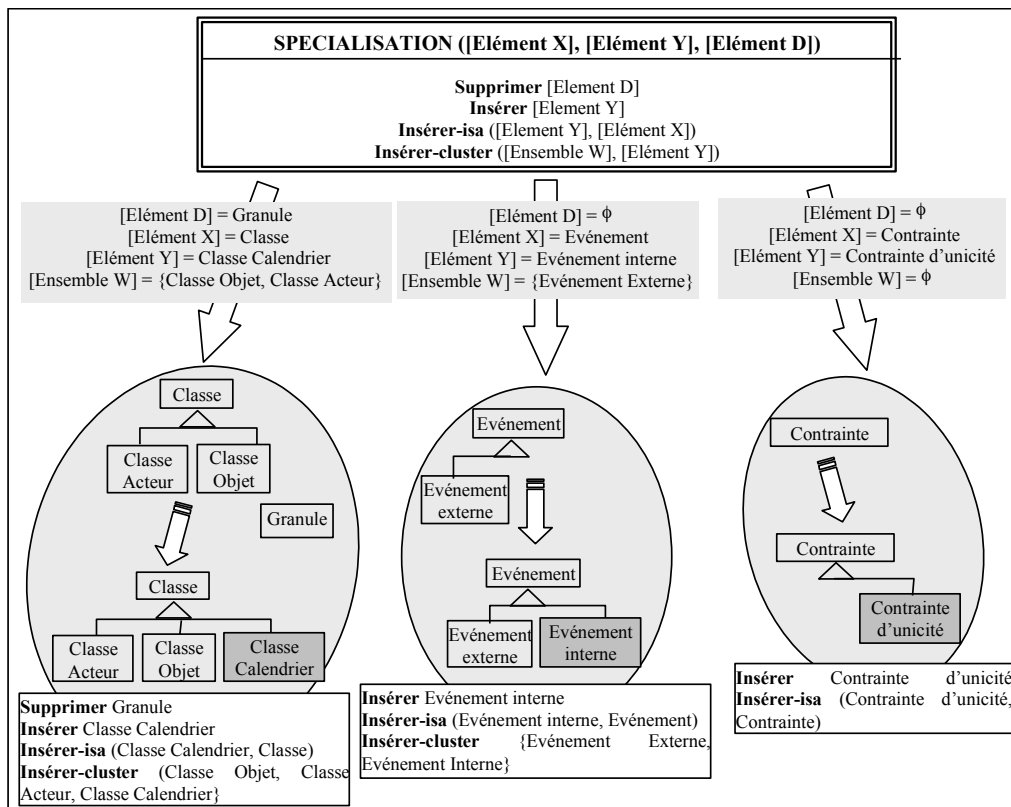 SPECIALISATION ([Elément X], [Elément Y], [Elément D])
Supprimer [Element D]
Insérer [Element Y]
Insérer-isa ([Element Y], [Elément X])
Insérer-cluster ([Ensemble W], [Elément Y])
[Elément D] = Granule
[Elément X] = Classe
[Elément Y] = Classe Calendrier
[Ensemble W] = {Classe Objet, Classe Acteur}
[Elément D] = ϕ
[Elément X] = Evénement
[Elément Y] = Evénement interne
[Ensemble W] = {Evénement Externe}
[Elément D] = ϕ
[Elément X] = Contrainte
[Elément Y] = Contrainte d'unicité
[Ensemble W] = ϕ
Classe
Classe
Acteur
Classe
Objet
Granule
Classe
Classe
Acteur
Classe
Objet
Classe
Calendrier
Supprimer Granule
Insérer Classe Calendrier
Insérer-isa (Classe Calendrier, Classe)
Insérer-cluster (Classe Objet, Classe
Acteur, Classe Calendrier}
Evénement
Evénement
externe
Evénement
Evénement
externe
Evénement
interne
Insérer Evénement interne
Insérer-isa (Evénement interne, Evénement)
Insérer-cluster {Evénement Externe,
Evénement Interne}
Contrainte
Contrainte
Contrainte
d'unicité
Insérer Contrainte d'unicité
Insérer-isa (Contrainte d'unicité,
Contrainte)